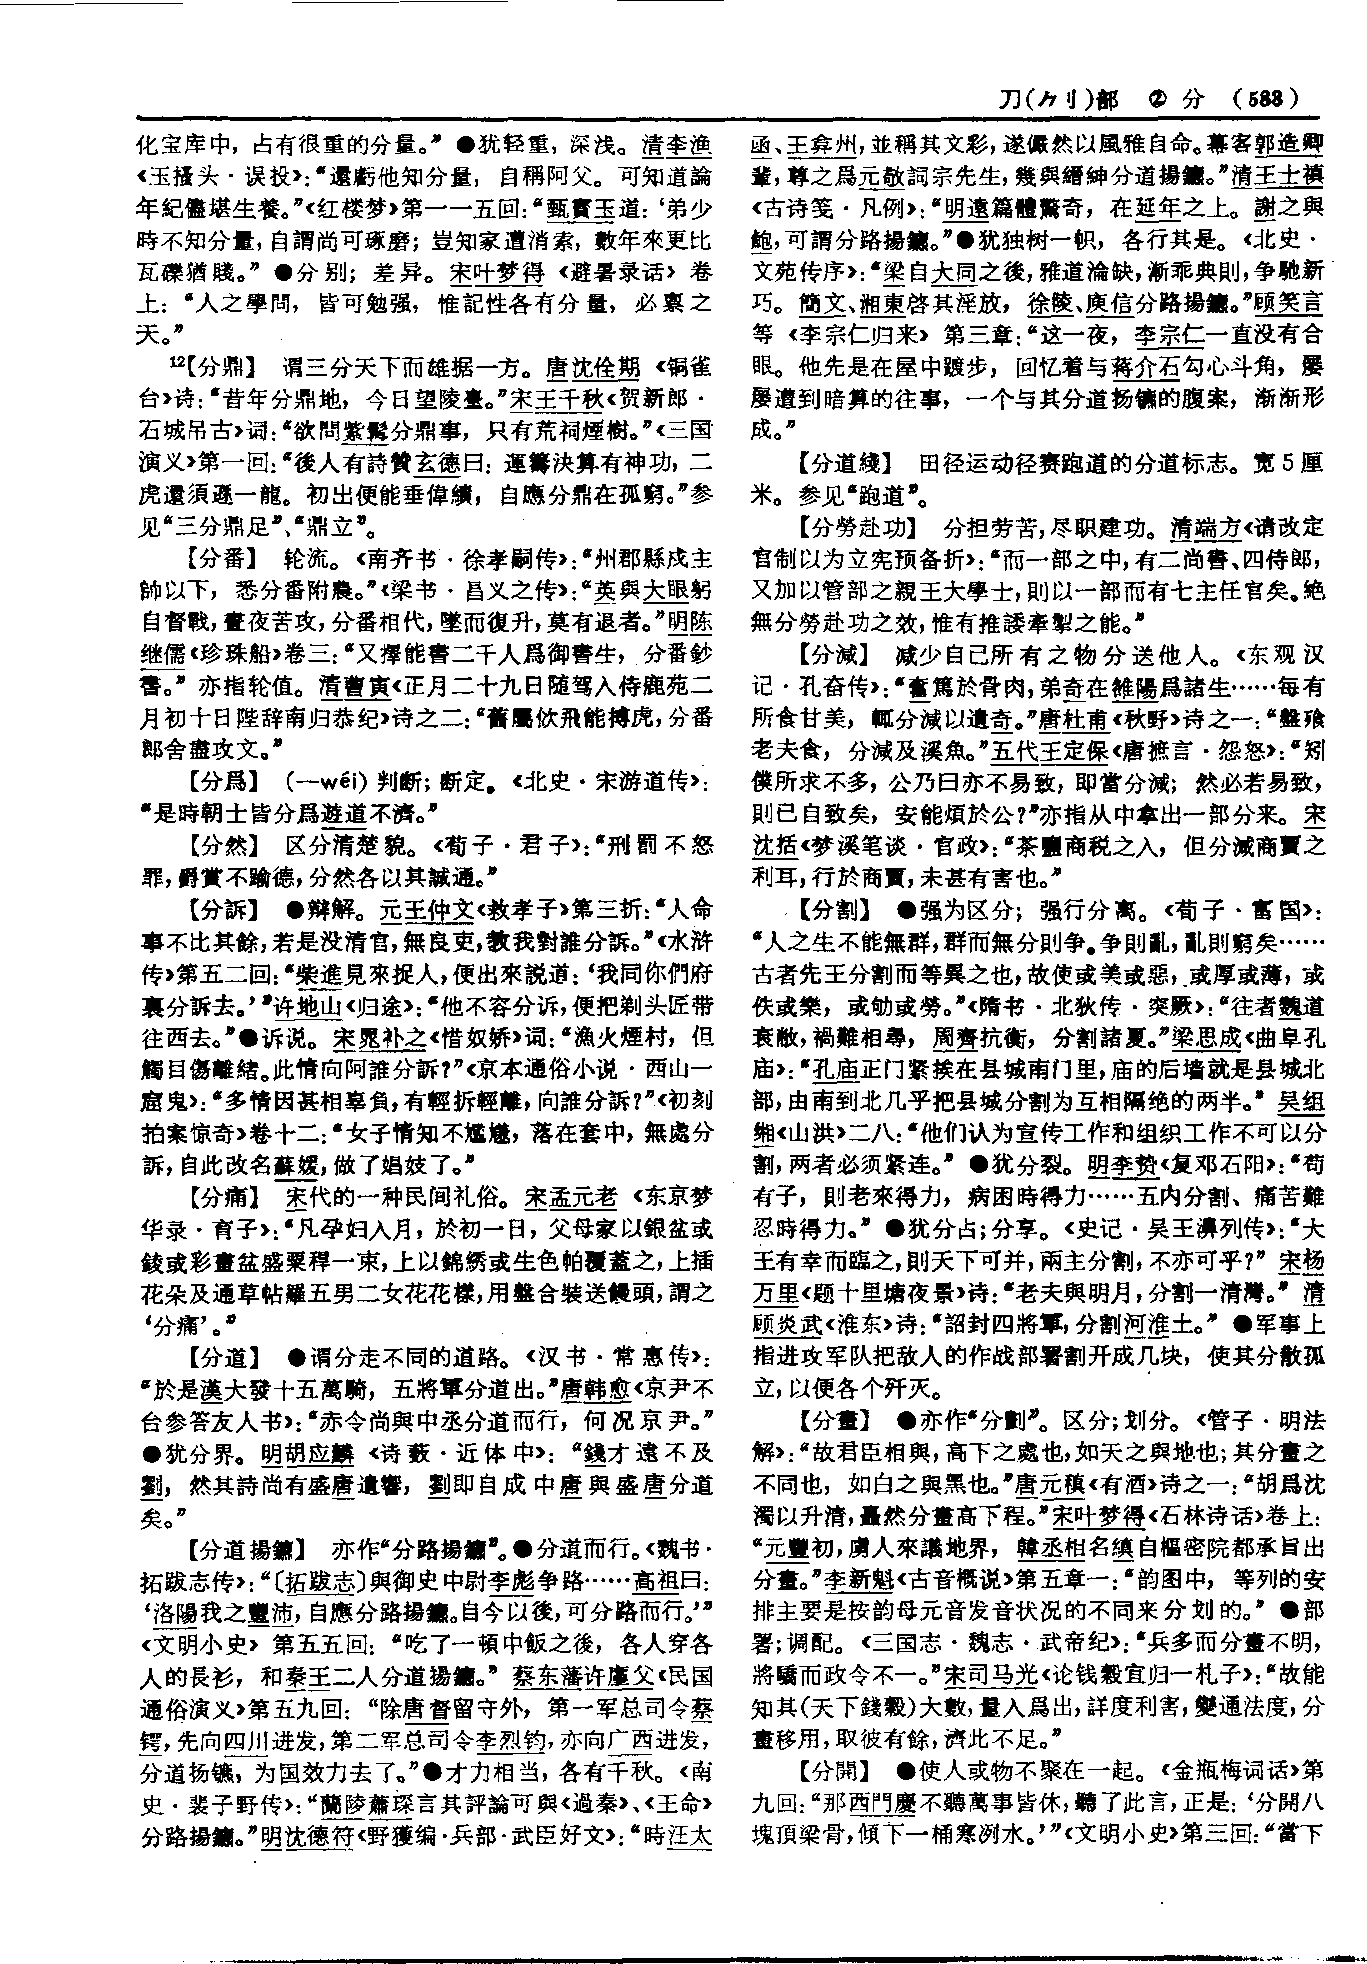 刀(⺈刂)部 ② 分 (583)
化宝库中，占有很重的分量。” ●犹轻重，深浅。清李渔
《玉搔头·误投》：“還虧他知分量，自稱阿父。可知道論
年紀儘堪生養。”《红楼梦》第一一五回：“甄寶玉道：‘弟少
時不知分量，自謂尚可琢磨；豈知家遭消索，數年來更比
瓦礫猶賤。” ●分别；差异。宋叶梦得《避暑录话》卷
上：“人之學問，皆可勉强，惟記性各有分量，必禀之
天。”
12【分鼎】 谓三分天下而雄据一方。唐沈佺期《铜雀
台》诗：“昔年分鼎地，今日望陵臺。”宋王千秋《贺新郎·
石城吊古》词：“欲問紫髯分鼎事，只有荒祠煙樹。”《三国
演义》第一回：“後人有詩贊玄德曰：運籌決算有神功，二
虎還須遜一龍。初出便能垂偉績，自應分鼎在孤窮。”参
见“三分鼎足”、“鼎立”。
【分番】 轮流。《南齐书·徐孝嗣传》：“州郡縣戍主
帥以下，悉分番附農。”《梁书·昌义之传》：“英與大眼躬
自督戰，晝夜苦攻，分番相代，墜而復升，莫有退者。”明陈
继儒《珍珠船》卷三：“又擇能書二千人爲御書生，分番鈔
書。” 亦指轮值。清曹寅《正月二十九日随驾入侍鹿苑二
月初十日陛辞南归恭纪》诗之二：“舊屬佽飛能搏虎，分番
郎舍盡攻文。”
【分爲】 (—wéi) 判断；断定。《北史·宋游道传》：
“是時朝士皆分爲遊道不濟。”
【分然】 区分清楚貌。《荀子·君子》：“刑罰不怒
罪，爵賞不踰德，分然各以其誠通。”
【分訴】 ●辩解。元王仲文《救孝子》第三折：“人命
事不比其餘，若是没清官，無良吏，教我對誰分訴。”《水浒
传》第五二回：“柴進見來捉人，便出來説道：‘我同你們府
裏分訴去。’”许地山《归途》：“他不容分诉，便把剃头匠带
往西去。”●诉说。宋晁补之《惜奴娇》词：“漁火煙村，但
觸目傷離緒。此情向阿誰分訴？”《京本通俗小说·西山一
窟鬼》：“多情因甚相辜負，有輕拆輕離，向誰分訴？”《初刻
拍案惊奇》卷十二：“女子情知不尷尬，落在套中，無處分
訴，自此改名蘇媛，做了娼妓了。”
【分痛】 宋代的一种民间礼俗。宋孟元老《东京梦
华录·育子》：“凡孕妇入月，於初一日，父母家以銀盆或
錂或彩畫盆盛粟稈一束，上以錦綉或生色帕覆蓋之，上插
花朵及通草帖羅五男二女花花樣，用盤合裝送饅頭，謂之
‘分痛’。”
【分道】 ●谓分走不同的道路。《汉书·常惠传》：
“於是漢大發十五萬騎，五將軍分道出。”唐韩愈《京尹不
台参答友人书》：“赤令尚與中丞分道而行，何况京尹。”
●犹分界。明胡应麟《诗薮·近体中》：“錢才遠不及
劉，然其詩尚有盛唐遺響，劉即自成中唐與盛唐分道
矣。”
【分道揚鑣】 亦作“分路揚鑣”。●分道而行。《魏书·
拓跋志传》：“〔拓跋志〕與御史中尉李彪争路……高祖曰：
‘洛陽我之豐沛，自應分路揚鑣。自今以後，可分路而行。’”
《文明小史》第五五回：“吃了一頓中飯之後，各人穿各
人的長衫，和秦王二人分道揚鑣。” 蔡东藩许廑父《民国
通俗演义》第五九回：“除唐督留守外，第一军总司令蔡
锷，先向四川进发，第二军总司令李烈钧，亦向广西进发，
分道扬镳，为国效力去了。”●才力相当，各有千秋。《南
史·裴子野传》：“蘭陵蕭琛言其評論可與《過秦》、《王命》
分路揚鑣。”明沈德符《野獲编·兵部·武臣好文》：“時汪太
函、王弇州，並稱其文彩，遂儼然以風雅自命。幕客郭造卿
輩，尊之爲元敬詞宗先生，幾與縉紳分道揚鑣。”清王士禛
《古诗笺·凡例》：“明遠篇體驚奇，在延年之上。謝之與
鮑，可謂分路揚鑣。”●犹独树一帜，各行其是。《北史·
文苑传序》：“梁自大同之後，雅道淪缺，漸乖典則，争馳新
巧。簡文、湘東啓其淫放，徐陵、庾信分路揚鑣。”顾笑言
等《李宗仁归来》第三章：“这一夜，李宗仁一直没有合
眼。他先是在屋中踱步，回忆着与蒋介石勾心斗角，屡
屡遭到暗算的往事，一个与其分道扬镳的腹案，渐渐形
成。”
【分道綫】 田径运动径赛跑道的分道标志。宽5厘
米。参见“跑道”。
【分勞赴功】 分担劳苦，尽职建功。清端方《请改定
官制以为立宪预备折》：“而一部之中，有二尚書、四侍郎，
又加以管部之親王大學士，則以一部而有七主任官矣。絶
無分勞赴功之效，惟有推諉牽掣之能。”
【分減】 减少自己所有之物分送他人。《东观汉
记·孔奋传》：“奮篤於骨肉，弟奇在雒陽爲諸生……每有
所食甘美，輒分減以遺奇。”唐杜甫《秋野》诗之一：“盤飱
老夫食，分減及溪魚。”五代王定保《唐摭言·怨怒》：“矧
僕所求不多，公乃曰亦不易致，即當分減；然必若易致，
則已自致矣，安能煩於公？”亦指从中拿出一部分来。宋
沈括《梦溪笔谈·官政》：“茶鹽商税之入，但分減商賈之
利耳，行於商賈，未甚有害也。”
【分割】 ●强为区分；强行分离。《荀子·富国》：
“人之生不能無群，群而無分則争。争則亂，亂則窮矣……
古者先王分割而等異之也，故使或美或惡，或厚或薄，或
佚或樂，或劬或勞。”《隋书·北狄传·突厥》：“往者魏道
衰敝，禍難相尋，周齊抗衡，分割諸夏。”梁思成《曲阜孔
庙》：“孔庙正门紧挨在县城南门里，庙的后墙就是县城北
部，由南到北几乎把县城分割为互相隔绝的两半。” 吴组
缃《山洪》二八：“他们认为宣传工作和组织工作不可以分
割，两者必须紧连。” ●犹分裂。明李贽《复邓石阳》：“苟
有子，則老來得力，病困時得力……五内分割、痛苦難
忍時得力。” ●犹分占；分享。《史记·吴王濞列传》：“大
王有幸而臨之，則天下可并，兩主分割，不亦可乎？” 宋杨
万里《题十里塘夜景》诗：“老夫與明月，分割一清灣。” 清
顾炎武《淮东》诗：“詔封四將軍，分割河淮土。” ●军事上
指进攻军队把敌人的作战部署割开成几块，使其分散孤
立，以便各个歼灭。
【分畫】 ●亦作“分劃”。区分；划分。《管子·明法
解》：“故君臣相與，高下之處也，如天之與地也；其分畫之
不同也，如白之與黑也。”唐元稹《有酒》诗之一：“胡爲沈
濁以升清，矗然分畫高下程。”宋叶梦得《石林诗话》卷上：
“元豐初，虜人來議地界，韓丞相名縝自樞密院都承旨出
分畫。”李新魁《古音概说》第五章一：“韵图中，等列的安
排主要是按韵母元音发音状况的不同来分划的。” ●部
署；调配。《三国志·魏志·武帝纪》：“兵多而分畫不明，
將驕而政令不一。”宋司马光《论钱榖宜归一札子》：“故能
知其(天下錢榖)大數，量入爲出，詳度利害，變通法度，分
畫移用，取彼有餘，濟此不足。”
【分開】 ●使人或物不聚在一起。《金瓶梅词话》第
九回：“那西門慶不聽萬事皆休，聽了此言，正是：‘分開八
塊頂梁骨，傾下一桶寒冽水。’”《文明小史》第三回：“當下